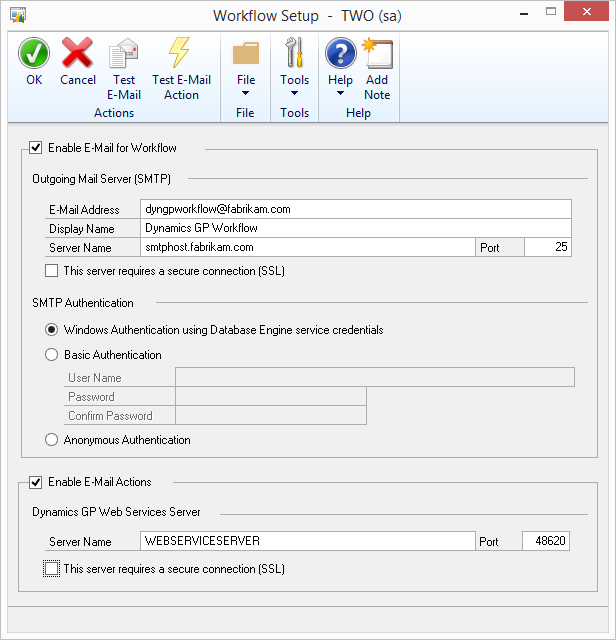 Workflow Setup - TWO (sa)
OK Cancel Test E-Mail Test E-Mail Action File Tools Help Add Note
Actions File Tools Help
Enable E-Mail for Workflow
Outgoing Mail Server (SMTP)
E-Mail Address dyngpworkflow@fabrikam.com
Display Name Dynamics GP Workflow
Server Name smtphost.fabrikam.com Port 25
This server requires a secure connection (SSL)
SMTP Authentication
Windows Authentication using Database Engine service credentials
Basic Authentication
User Name
Password
Confirm Password
Anonymous Authentication
Enable E-Mail Actions
Dynamics GP Web Services Server
Server Name WEBSERVICESERVER Port 48620
This server requires a secure connection (SSL)